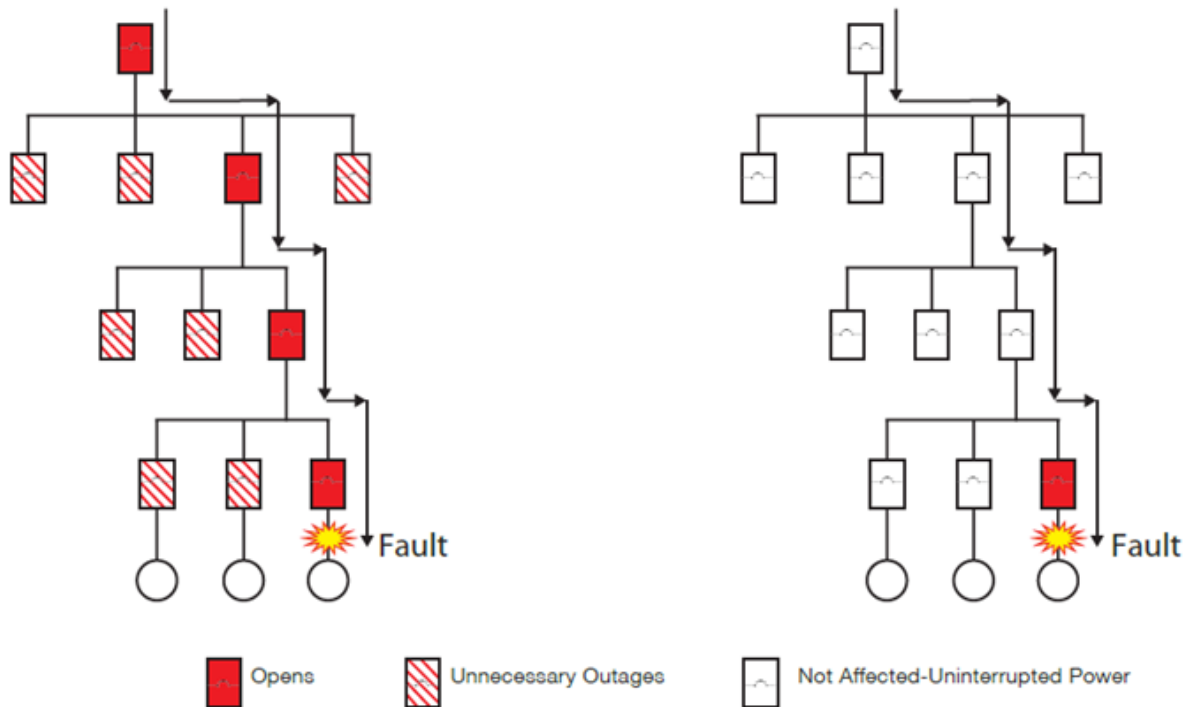 Fault
Fault
Opens
Unnecessary Outages
Not Affected-Uninterrupted Power